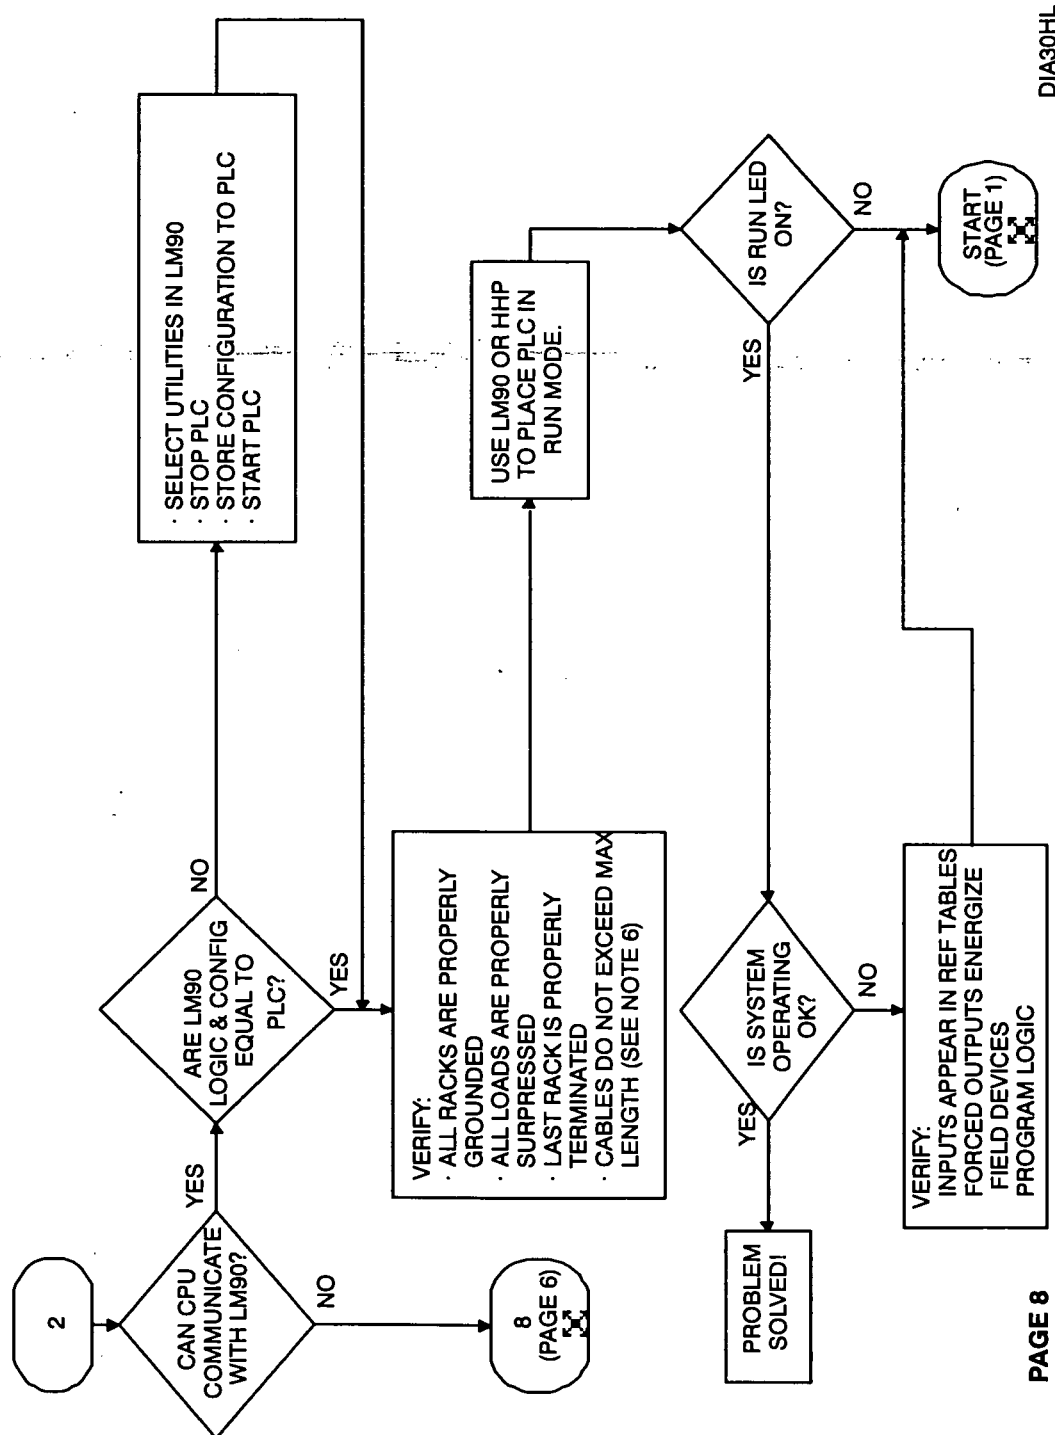 2
CAN CPU
COMMUNICATE
WITH LM90?
YES
NO
8
(PAGE 6)
ARE LM90
LOGIC & CONFIG
EQUAL TO
PLC?
NO
YES
· SELECT UTILITIES IN LM90
· STOP PLC
· STORE CONFIGURATION TO PLC
· START PLC
VERIFY:
· ALL RACKS ARE PROPERLY
GROUNDED
· ALL LOADS ARE PROPERLY
SURPRESSED
· LAST RACK IS PROPERLY
TERMINATED
· CABLES DO NOT EXCEED MAX
LENGTH (SEE NOTE 6)
USE LM90 OR HHP
TO PLACE PLC IN
RUN MODE.
IS RUN LED
ON?
YES
NO
START
(PAGE 1)
IS SYSTEM
OPERATING
OK?
YES
NO
PROBLEM
SOLVED!
VERIFY:
INPUTS APPEAR IN REF TABLES
FORCED OUTPUTS ENERGIZE
FIELD DEVICES
PROGRAM LOGIC
PAGE 8
DIA30HL